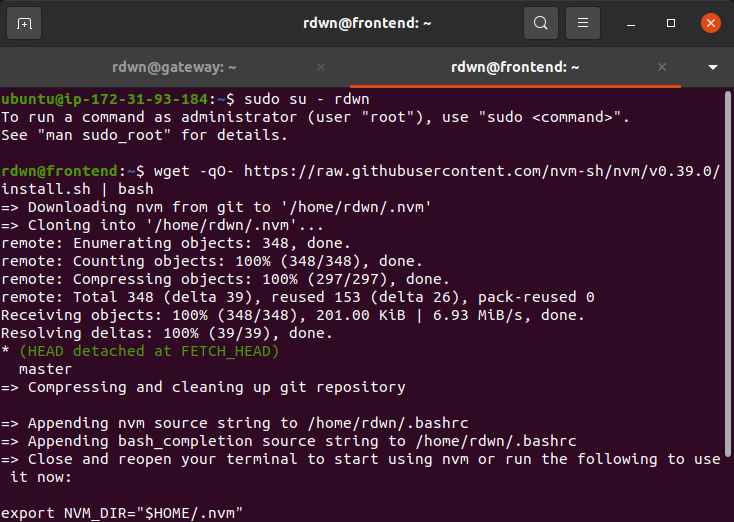 rdwn@frontend: ~
rdwn@gateway: ~
rdwn@frontend: ~
ubuntu@ip-172-31-93-184:~$ sudo su - rdwn
To run a command as administrator (user "root"), use "sudo <command>".
See "man sudo_root" for details.
rdwn@frontend:~$ wget -qO- https://raw.githubusercontent.com/nvm-sh/nvm/v0.39.0/
install.sh | bash
=> Downloading nvm from git to '/home/rdwn/.nvm'
=> Cloning into '/home/rdwn/.nvm'...
remote: Enumerating objects: 348, done.
remote: Counting objects: 100% (348/348), done.
remote: Compressing objects: 100% (297/297), done.
remote: Total 348 (delta 39), reused 153 (delta 26), pack-reused 0
Receiving objects: 100% (348/348), 201.00 KiB | 6.93 MiB/s, done.
Resolving deltas: 100% (39/39), done.
* (HEAD detached at FETCH_HEAD)
  master
=> Compressing and cleaning up git repository
=> Appending nvm source string to /home/rdwn/.bashrc
=> Appending bash_completion source string to /home/rdwn/.bashrc
=> Close and reopen your terminal to start using nvm or run the following to use
 it now:
export NVM_DIR="$HOME/.nvm"